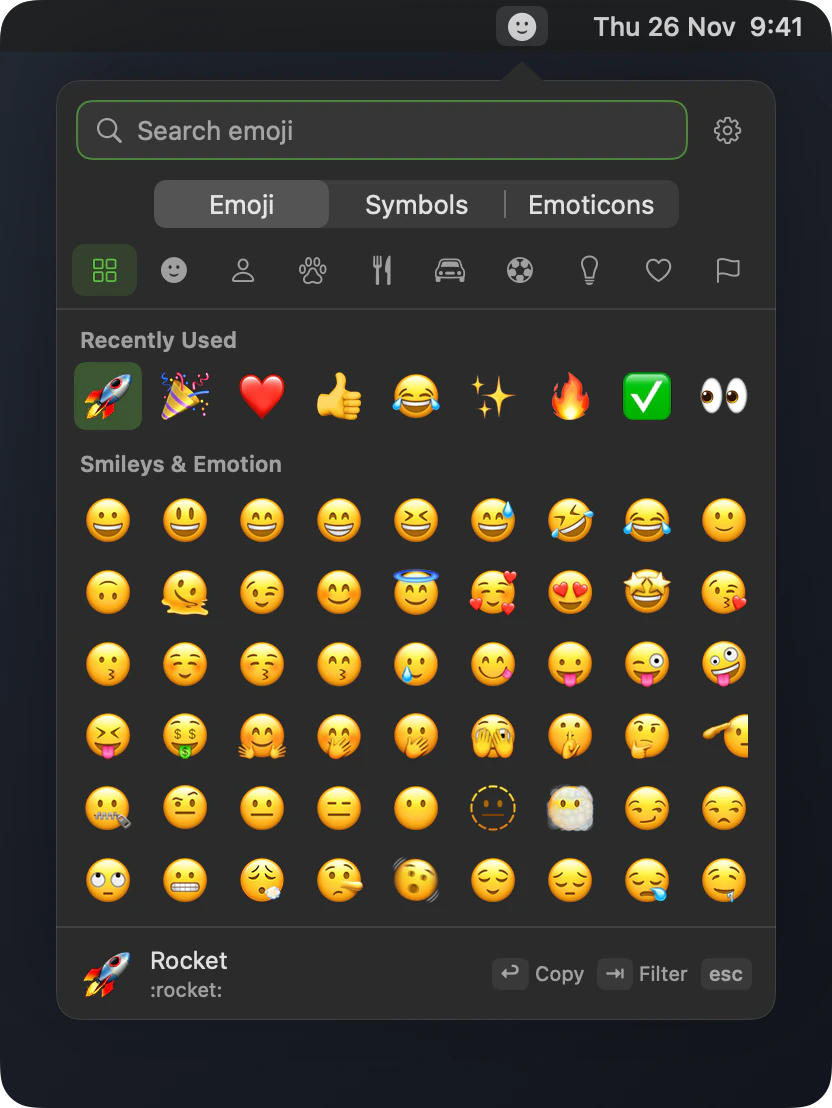 Thu 26 Nov 9:41
Search emoji
Emoji Symbols Emoticons
Recently Used
Smileys & Emotion
Rocket
:rocket:
Copy Filter esc